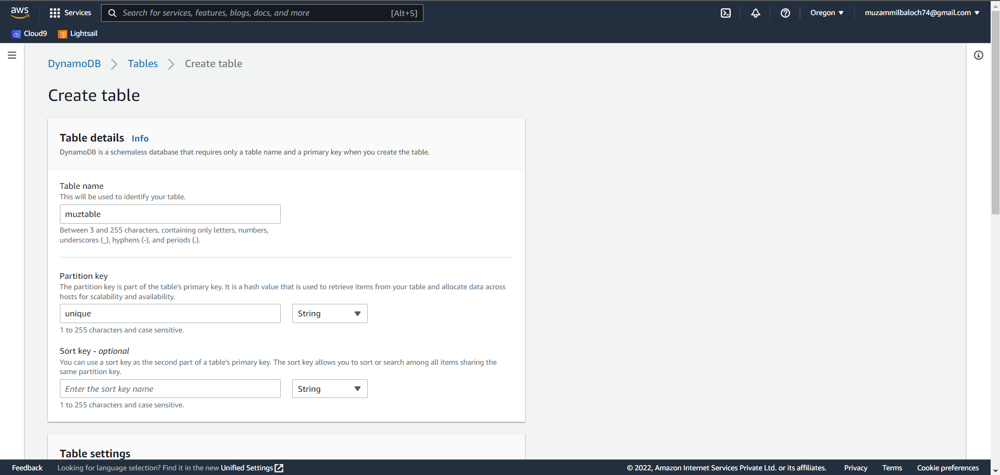 aws
Services
Search for services, features, blogs, docs, and more [Alt+S]
Oregon
muzammilbaloch74@gmail.com
Cloud9
Lightsail
DynamoDB > Tables > Create table
Create table
Table details Info
DynamoDB is a schemaless database that requires only a table name and a primary key when you create the table.
Table name
This will be used to identify your table.
muztable
Between 3 and 255 characters, containing only letters, numbers,
underscores (_), hyphens (-), and periods (.).
Partition key
The partition key is part of the table's primary key. It is a hash value that is used to retrieve items from your table and allocate data across
hosts for scalability and availability.
unique
String
1 to 255 characters and case sensitive.
Sort key - optional
You can use a sort key as the second part of a table's primary key. The sort key allows you to sort or search among all items sharing the
same partition key.
Enter the sort key name
String
1 to 255 characters and case sensitive.
Table settings
Feedback
Looking for language selection? Find it in the new Unified Settings
© 2022, Amazon Internet Services Private Ltd. or its affiliates.
Privacy
Terms
Cookie preferences